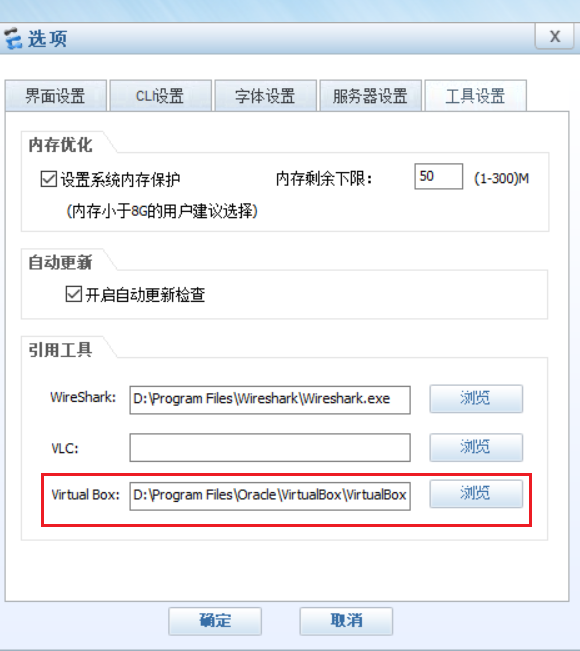 选项
X
界面设置 CLI设置 字体设置 服务器设置 工具设置
内存优化
设置系统内存保护 内存剩余下限: 50 (1-300)M
(内存小于8G的用户建议选择)
自动更新
开启自动更新检查
引用工具
WireShark: D:\Program Files\Wireshark\Wireshark.exe 浏览
VLC: 浏览
Virtual Box: D:\Program Files\Oracle\VirtualBox\VirtualBox 浏览
确定 取消